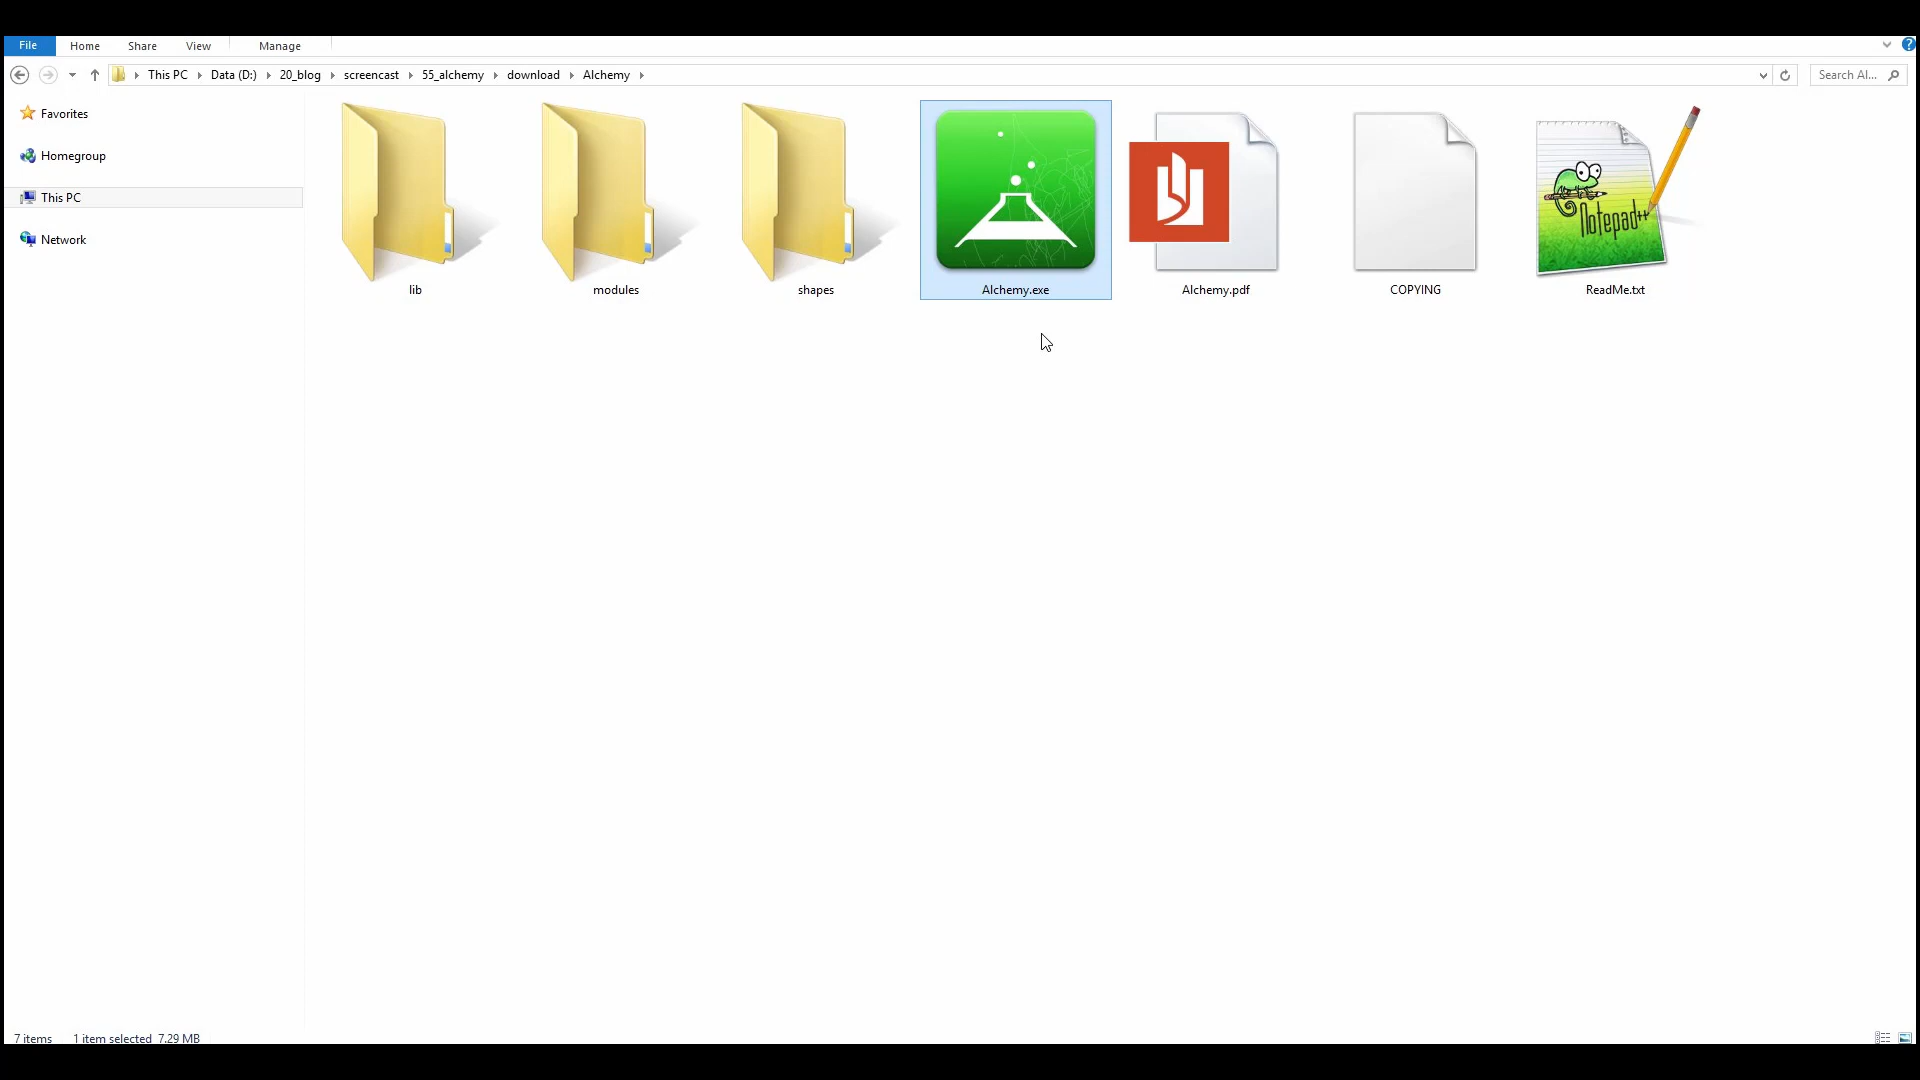 File Home Share View Manage
This PC Data (D:) 20_blog screencast 55_alchemy download Alchemy
Search Al...
Favorites
Homegroup
This PC
Network
Notepad++
lib modules shapes Alchemy.exe Alchemy.pdf COPYING ReadMe.txt
7 items 1 item selected 7.29 MB